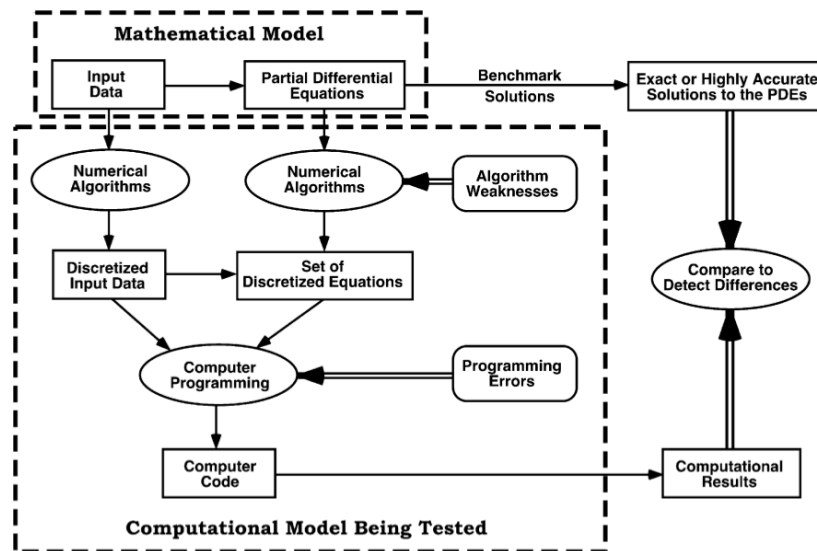 Mathematical Model
Input
Data
Partial Differential
Equations
Benchmark
Solutions
Exact or Highly Accurate
Solutions to the PDEs
Numerical
Algorithms
Numerical
Algorithms
Algorithm
Weaknesses
Discretized
Input Data
Set of
Discretized Equations
Compare to
Detect Differences
Computer
Programming
Programming
Errors
Computer
Code
Computational
Results
Computational Model Being Tested